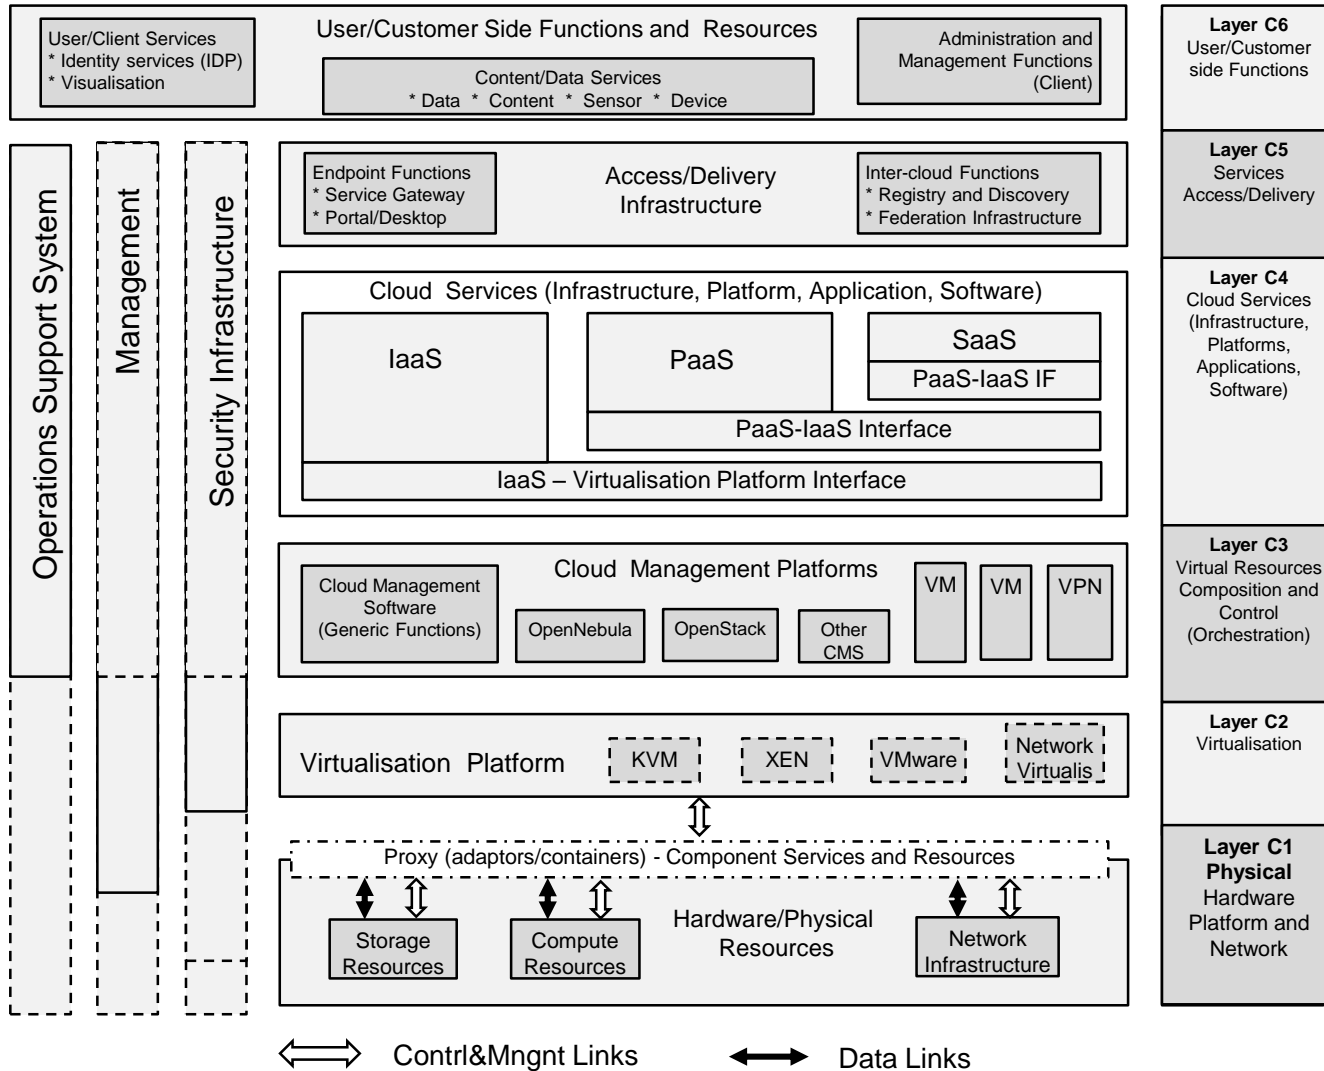 User/Customer Side Functions and Resources
User/Client Services
* Identity services (IDP)
* Visualisation
Content/Data Services
* Data * Content * Sensor * Device
Administration and
Management Functions
(Client)
Layer C6
User/Customer
side Functions
Operations Support System
Management
Security Infrastructure
Endpoint Functions
* Service Gateway
* Portal/Desktop
Access/Delivery
Infrastructure
Inter-cloud Functions
* Registry and Discovery
* Federation Infrastructure
Layer C5
Services
Access/Delivery
Cloud Services (Infrastructure, Platform, Application, Software)
IaaS
PaaS
SaaS
PaaS-IaaS IF
PaaS-IaaS Interface
IaaS – Virtualisation Platform Interface
Layer C4
Cloud Services
(Infrastructure,
Platforms,
Applications,
Software)
Cloud Management Platforms
Cloud Management
Software
(Generic Functions)
OpenNebula
OpenStack
Other
CMS
VM
VM
VPN
Layer C3
Virtual Resources
Composition and
Control
(Orchestration)
Virtualisation Platform
KVM
XEN
VMware
Network
Virtualis
Layer C2
Virtualisation
Proxy (adaptors/containers) - Component Services and Resources
Hardware/Physical
Resources
Storage
Resources
Compute
Resources
Network
Infrastructure
Layer C1
Physical
Hardware
Platform and
Network
Contrl&Mngnt Links
Data Links